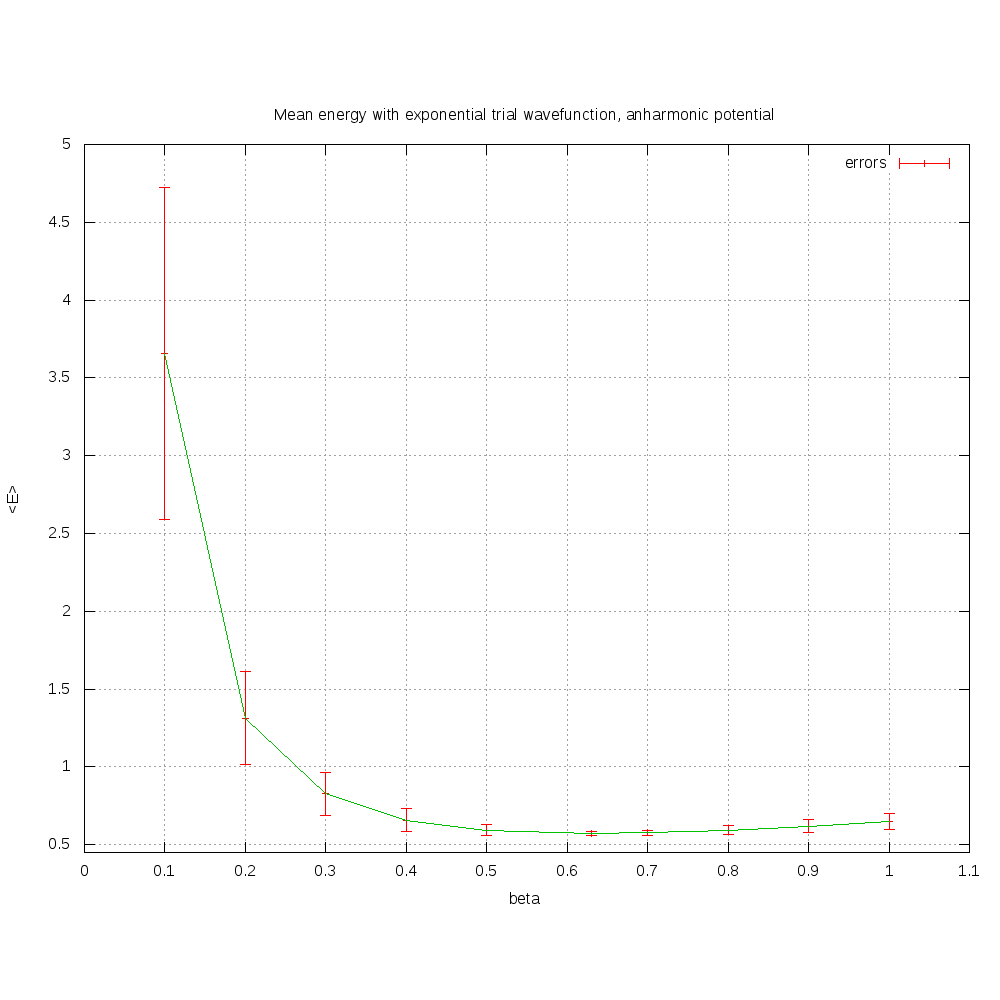 Mean energy with exponential trial wavefunction, anharmonic potential
errors
5
4.5
4
3.5
3
2.5
2
1.5
1
0.5
<E>
0 0.1 0.2 0.3 0.4 0.5 0.6 0.7 0.8 0.9 1 1.1
beta